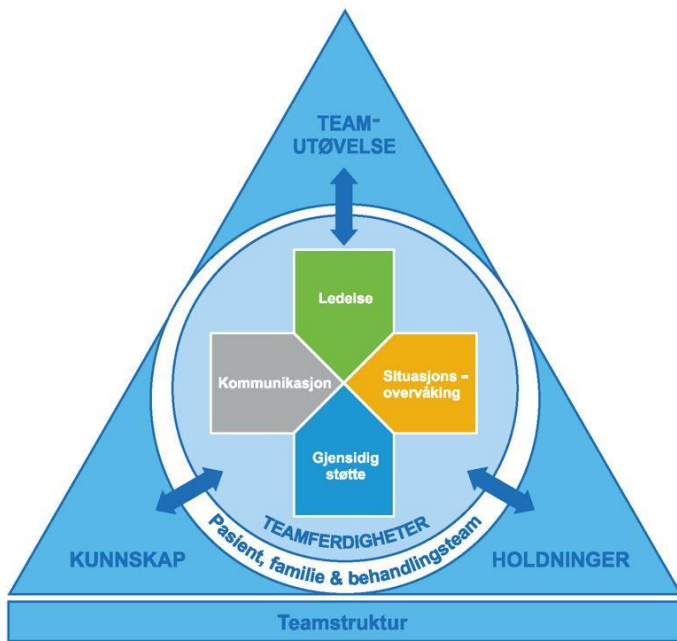 TEAM-
UTØVELSE
Ledelse
Kommunikasjon
Situasjons –
overvåking
Gjensidig
støtte
TEAMFERDIGHETER
Pasient, familie & behandlingsteam
KUNNSKAP
HOLDNINGER
Teamstruktur